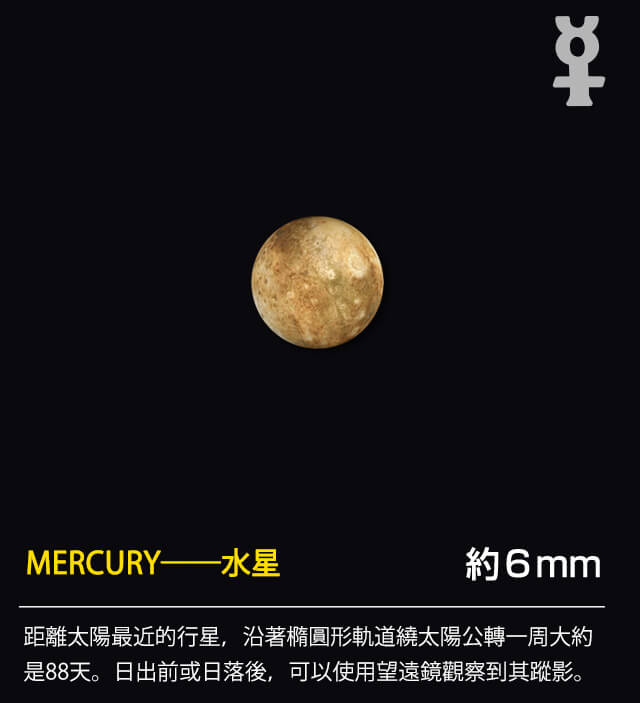 MERCURY——水星
約6mm
距離太陽最近的行星，沿著橢圓形軌道繞太陽公轉一周大約
是88天。日出前或日落後，可以使用望遠鏡觀察到其蹤影。